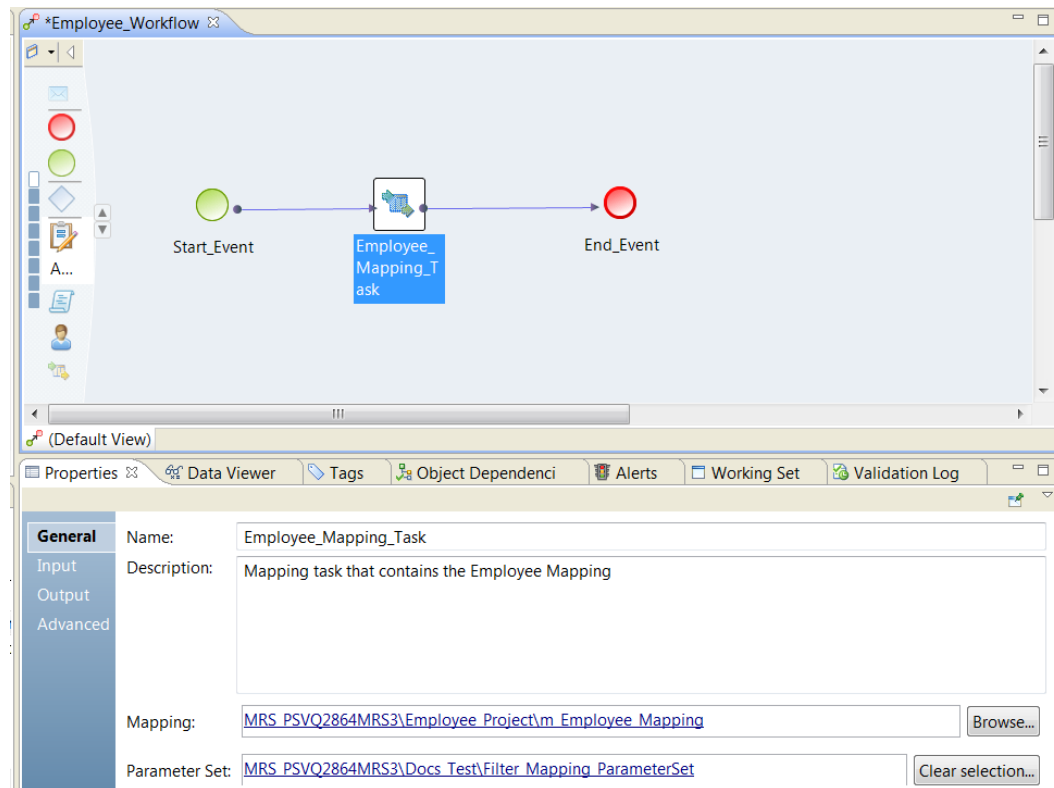 *Employee_Workflow
A...
Start_Event
Employee_
Mapping_T
ask
End_Event
(Default View)
Properties Data Viewer Tags Object Dependenci Alerts Working Set Validation Log
General
Name: Employee_Mapping_Task
Input
Description: Mapping task that contains the Employee Mapping
Output
Advanced
Mapping: MRS_PSVQ2864MRS3\Employee_Project\m_Employee_Mapping Browse...
Parameter Set: MRS_PSVQ2864MRS3\Docs_Test\Filter_Mapping_ParameterSet Clear selection...